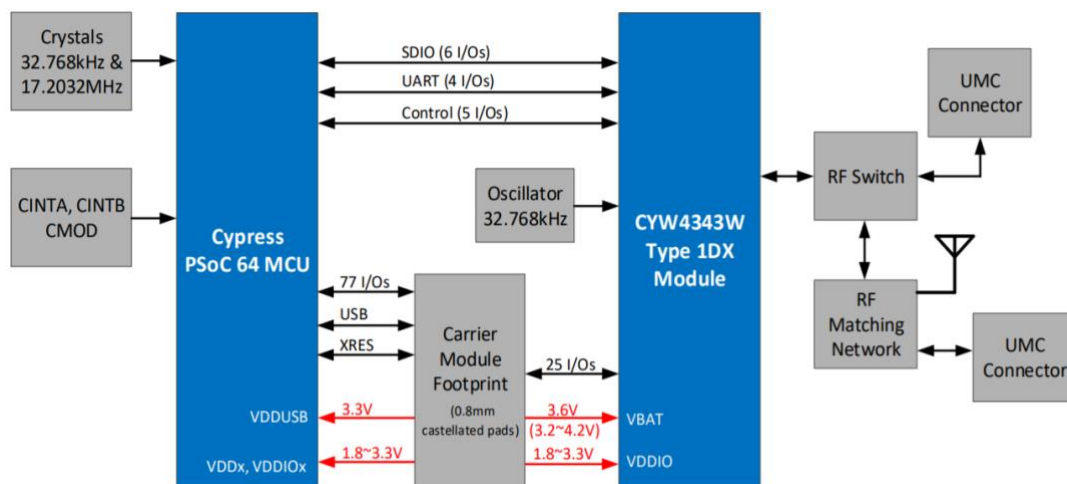 Crystals
32.768kHz &
17.2032MHz
CINTA, CINTB
CMOD
Cypress
PSoC 64 MCU
VDDUSB
VDDx, VDDIOx
SDIO (6 I/Os)
UART (4 I/Os)
Control (5 I/Os)
Oscillator
32.768kHz
77 I/Os
USB
XRES
3.3V
1.8~3.3V
Carrier
Module
Footprint
(0.8mm
castellated pads)
25 I/Os
3.6V
(3.2~4.2V)
1.8~3.3V
CYW4343W
Type 1DX
Module
VBAT
VDDIO
RF Switch
UMC
Connector
RF
Matching
Network
UMC
Connector